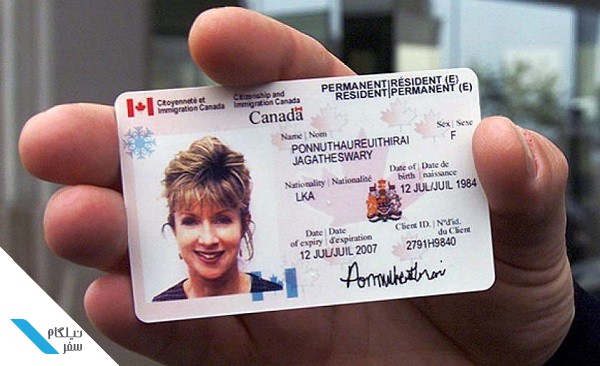 Citoyenneté et
Immigration Canada
Citizenship and
Immigration Canada
PERMANENT RÉSIDENT (E)
RESIDENT PERMANENT (E)
Canada
Name | Nom
Sex | Sexe
PONNUTHAUREUITHIRAI
F
JAGATHESWARY
Nationality | Nationalité
Date of | Date de
birth | naissance
LKA
12 JUL/JUIL 1984
Date | Date
of expiry | d'expiration
Client ID. | Nº d'id.
du Client
12 JUL/JUIL 2007
2791H9840
نیلگام
سفر